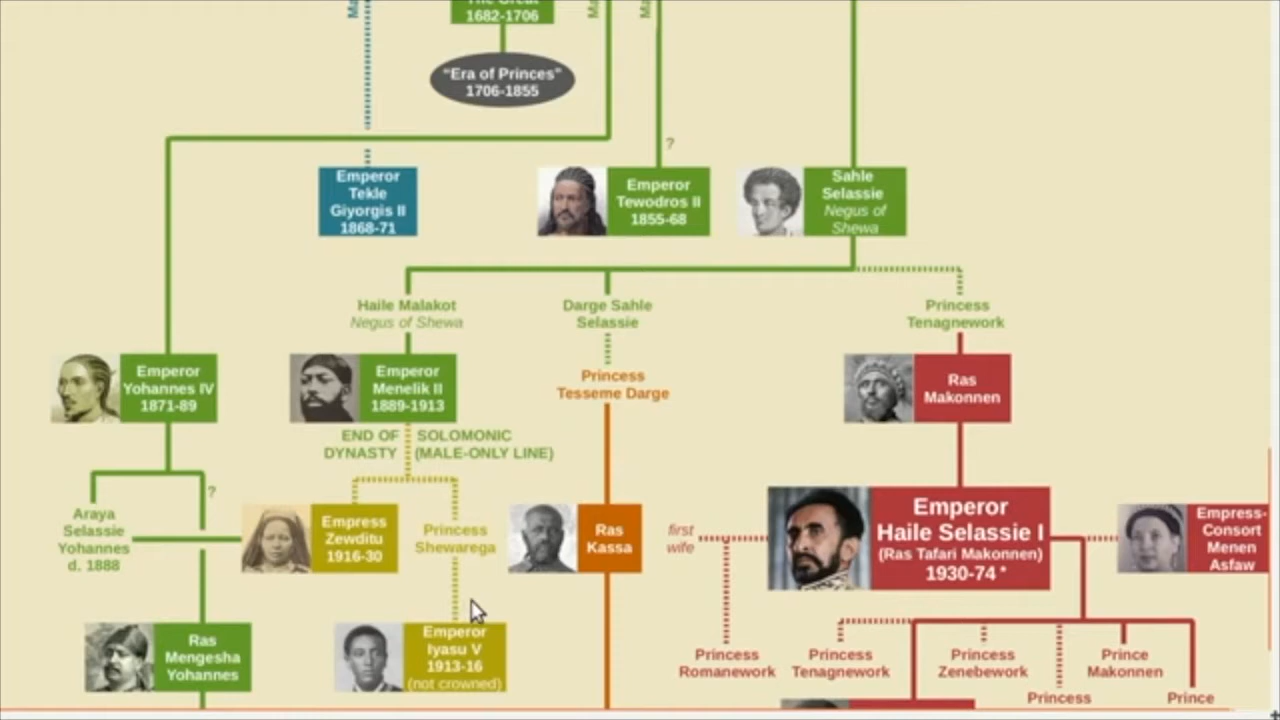 The Great
1682-1706
"Era of Princes"
1706-1855
?
Emperor
Tekle
Giyorgis II
1868-71
Emperor
Tewodros II
1855-68
Sahle
Selassie
Negus of
Shewa
Haile Malakot
Negus of Shewa
Darge Sahle
Selassie
Princess
Tenagnework
Emperor
Yohannes IV
1871-89
Emperor
Menelik II
1889-1913
Princess
Tesseme Darge
Ras
Makonnen
END OF SOLOMONIC
DYNASTY (MALE-ONLY LINE)
?
Araya
Selassie
Yohannes
d. 1888
Empress
Zewditu
1916-30
Princess
Shewarega
Ras
Kassa
first
wife
Emperor
Haile Selassie I
(Ras Tafari Makonnen)
1930-74 *
Empress-
Consort
Menen
Asfaw
Ras
Mengesha
Yohannes
Emperor
Iyasu V
1913-16
(not crowned)
Princess
Romanework
Princess
Tenagnework
Princess
Zenebework
Prince
Makonnen
Princess
Prince